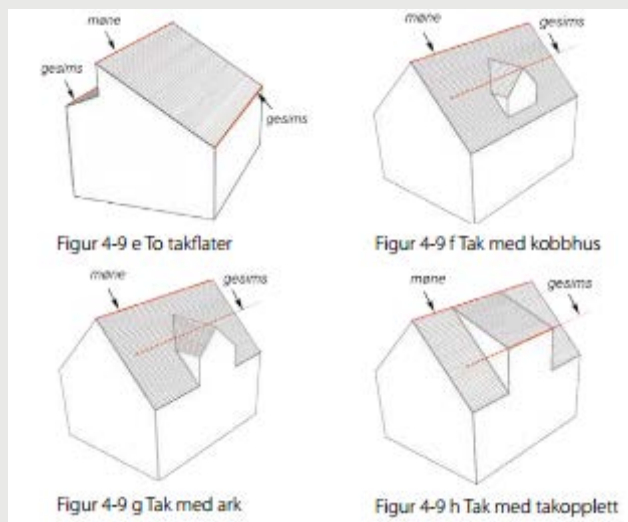 møne
gesims
gesims
Figur 4-9 e To takflater
møne
gesims
Figur 4-9 f Tak med kobbhus
møne
gesims
Figur 4-9 g Tak med ark
møne
gesims
Figur 4-9 h Tak med takopplett